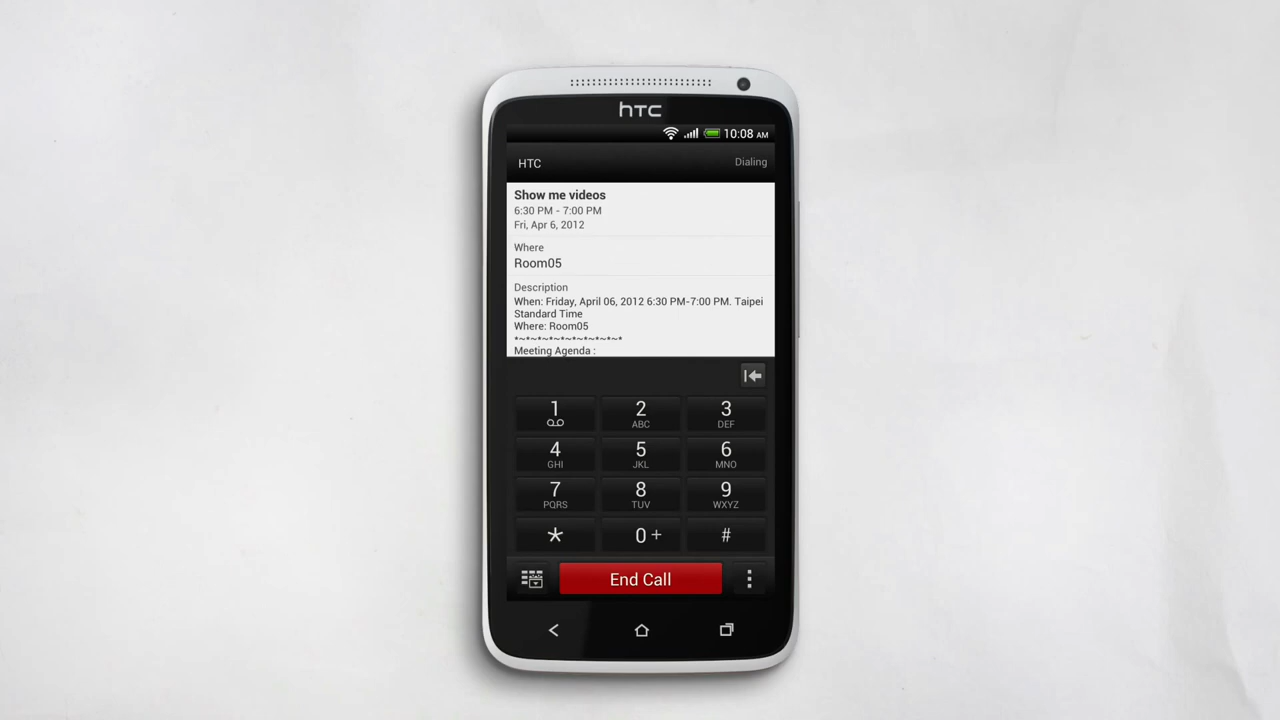 hTC
10:08 AM
HTC
Dialing
Show me videos
6:30 PM - 7:00 PM
Fri, Apr 6, 2012
Where
Room05
Description
When: Friday, April 06, 2012 6:30 PM-7:00 PM. Taipei
Standard Time
Where: Room05
*~*~*~*~*~*~*~*~*~*
Meeting Agenda :
1 2 3
ABC DEF
4 5 6
GHI JKL MNO
7 8 9
PQRS TUV WXYZ
* 0 + #
End Call